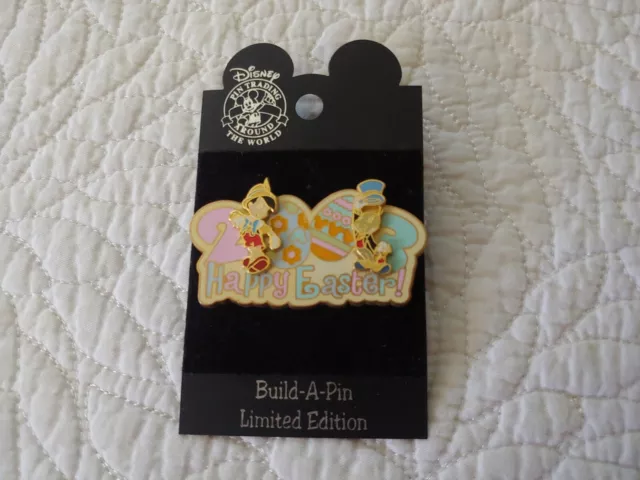 Disney
PIN TRADING
AROUND
THE WORLD
Happy Easter!
Build-A-Pin
Limited Edition